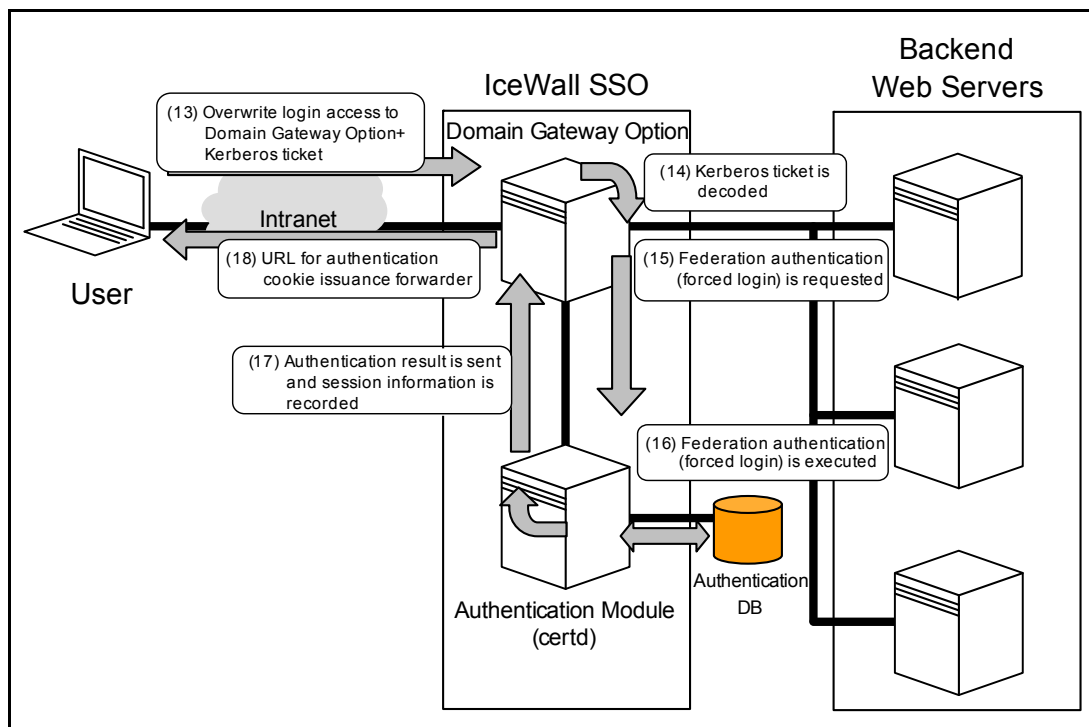 Backend
Web Servers
IceWall SSO
(13) Overwrite login access to
Domain Gateway Option+
Kerberos ticket
Domain Gateway Option
(14) Kerberos ticket is
decoded
Intranet
(18) URL for authentication
cookie issuance forwarder
(15) Federation authentication
(forced login) is requested
User
(17) Authentication result is sent
and session information is
recorded
(16) Federation authentication
(forced login) is executed
Authentication
DB
Authentication Module
(certd)